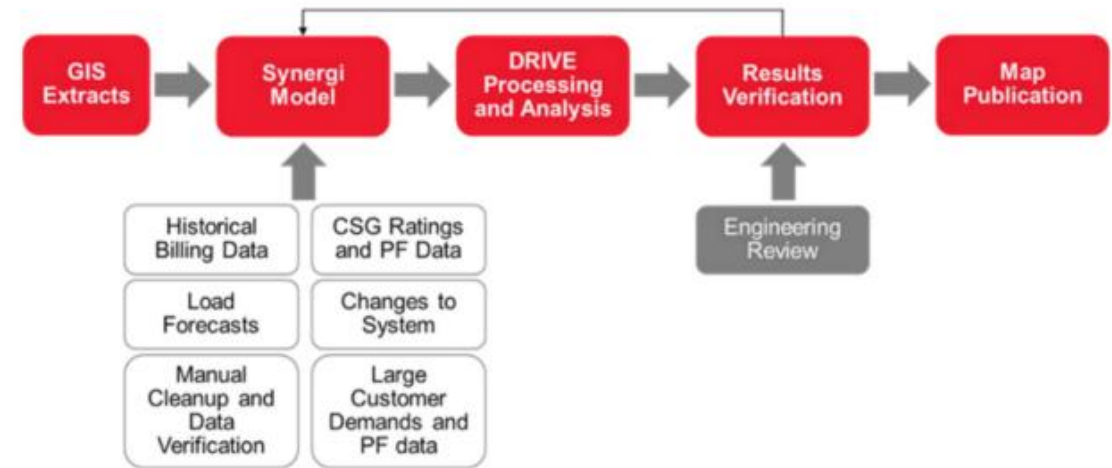 GIS
Extracts
Synergi
Model
DRIVE
Processing
and Analysis
Results
Verification
Map
Publication
Historical
Billing Data
CSG Ratings
and PF Data
Engineering
Review
Load
Forecasts
Changes to
System
Manual
Cleanup and
Data
Verification
Large
Customer
Demands and
PF data